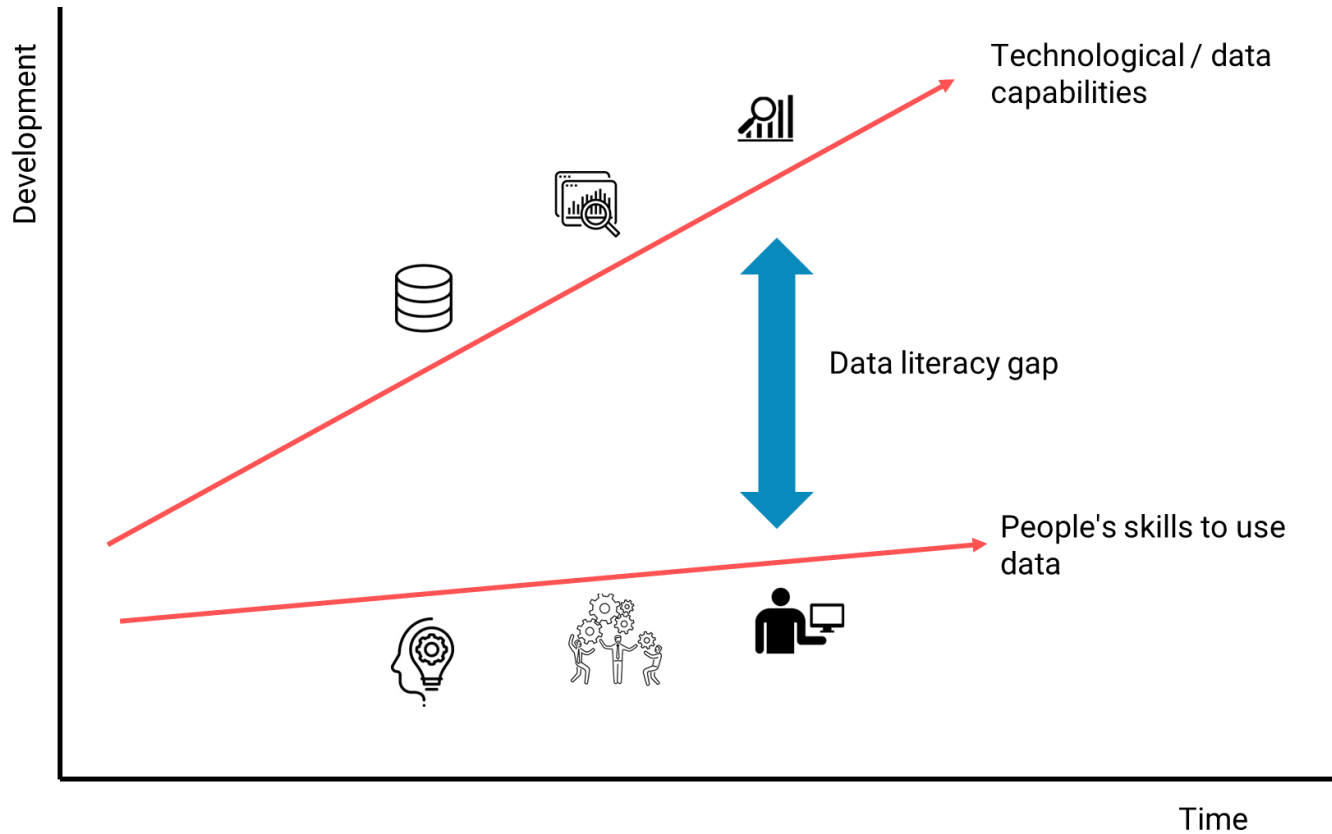 Development
Technological / data
capabilities
Data literacy gap
People's skills to use
data
Time